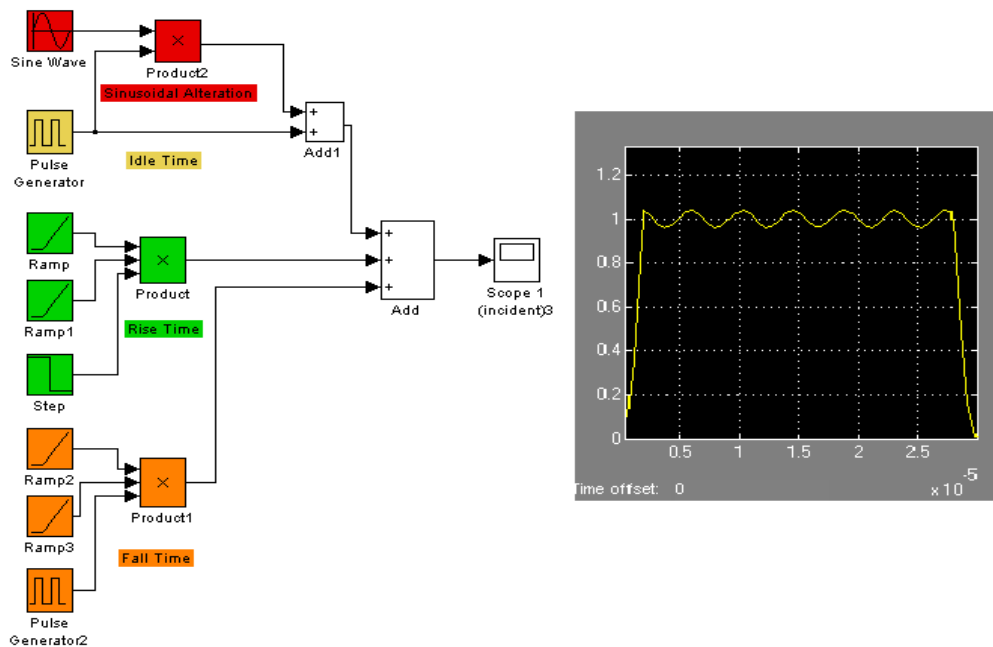 Sine Wave
Product2
Sinusoidal Alteration
Pulse
Generator
Idle Time
+
+
Add1
Ramp
Product
Ramp1
Rise Time
Step
+
+
+
Add
Scope 1
(incident)3
Ramp2
Product1
Ramp3
Fall Time
Pulse
Generator2
1.2
1
0.8
0.6
0.4
0.2
0
0.5
1
1.5
2
2.5
-5
x 10
Time offset: 0